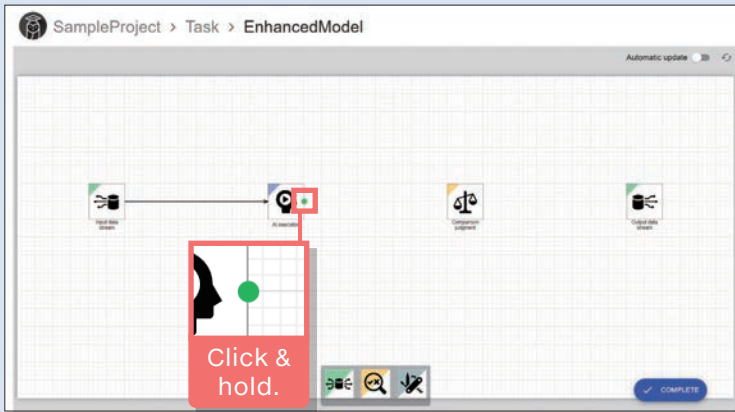 SampleProject > Task > EnhancedModel
Automatic update
Input data
stream
AI execution
Comparison
judgment
Output data
stream
Click &
hold.
COMPLETE